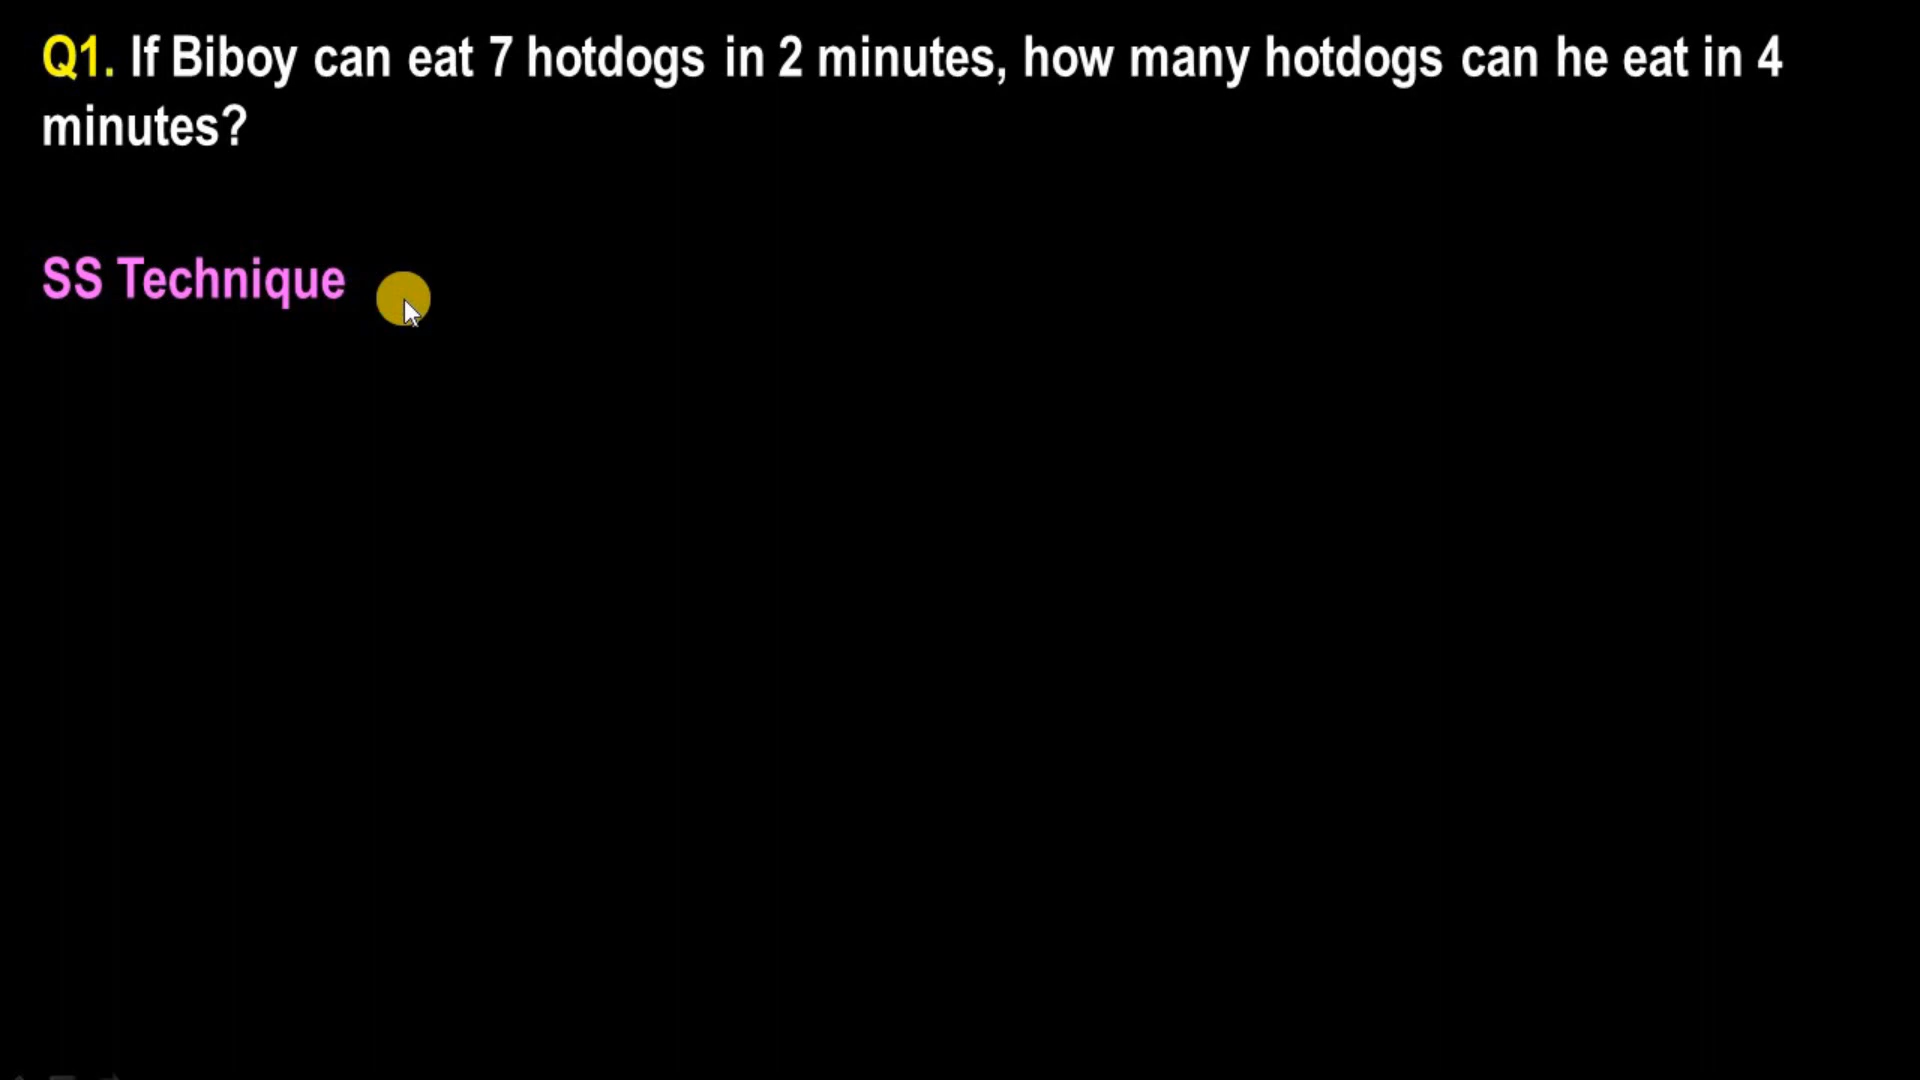 Q1. If Biboy can eat 7 hotdogs in 2 minutes, how many hotdogs can he eat in 4
minutes?
SS Technique